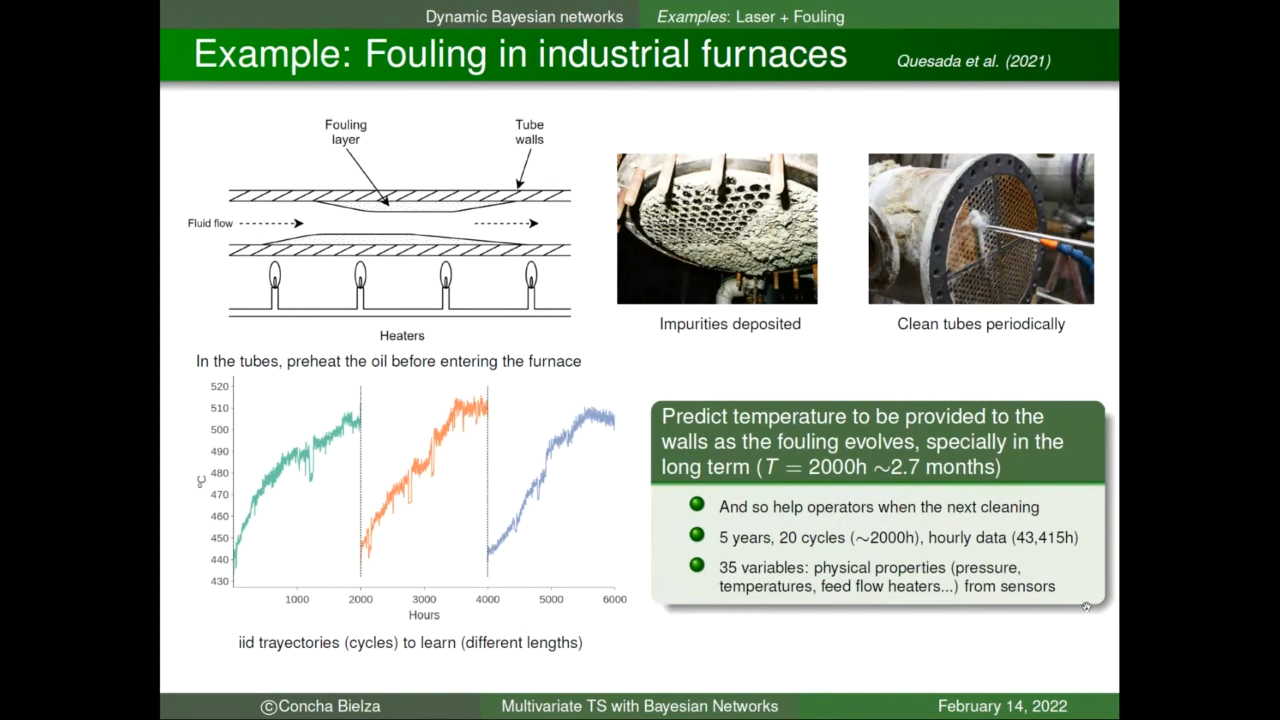 Dynamic Bayesian networks
Examples: Laser + Fouling
Example: Fouling in industrial furnaces
Quesada et al. (2021)
Fouling
layer
Tube
walls
Fluid flow
Heaters
In the tubes, preheat the oil before entering the furnace
Impurities deposited
Clean tubes periodically
520
510
500
490
480
470
460
450
440
430
ºC
1000
2000
3000
4000
5000
6000
Hours
iid trajectories (cycles) to learn (different lengths)
Predict temperature to be provided to the
walls as the fouling evolves, specially in the
long term (T = 2000h ∼2.7 months)
And so help operators when the next cleaning
5 years, 20 cycles (∼2000h), hourly data (43,415h)
35 variables: physical properties (pressure,
temperatures, feed flow heaters...) from sensors
©Concha Bielza
Multivariate TS with Bayesian Networks
February 14, 2022